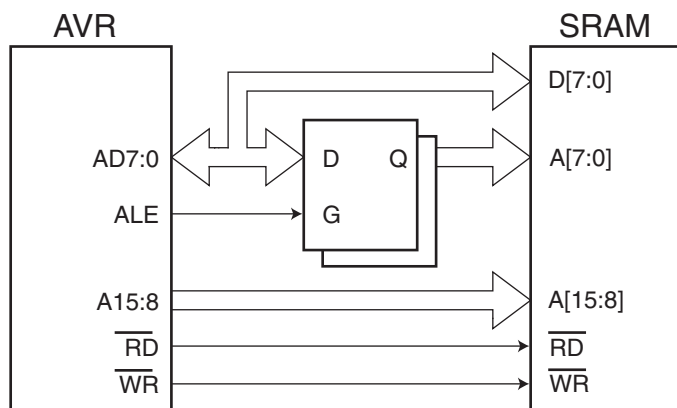 AVR
SRAM
D[7:0]
AD7:0
D
Q
A[7:0]
ALE
G
A15:8
A[15:8]
RD
RD
WR
WR